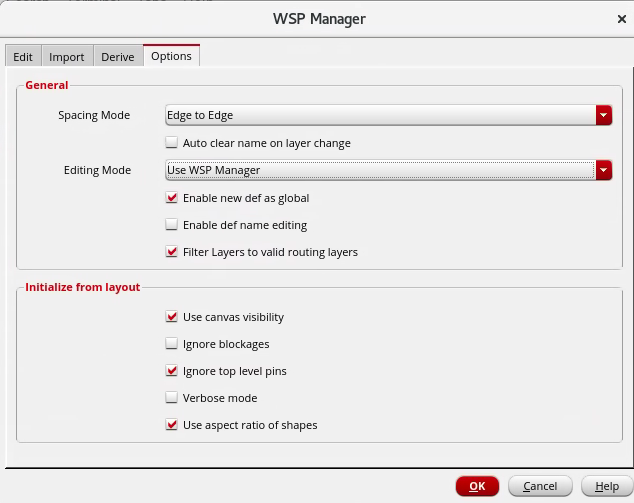 WSP Manager
Edit Import Derive Options
General
Spacing Mode Edge to Edge
Auto clear name on layer change
Editing Mode Use WSP Manager
Enable new def as global
Enable def name editing
Filter Layers to valid routing layers
Initialize from layout
Use canvas visibility
Ignore blockages
Ignore top level pins
Verbose mode
Use aspect ratio of shapes
OK Cancel Help